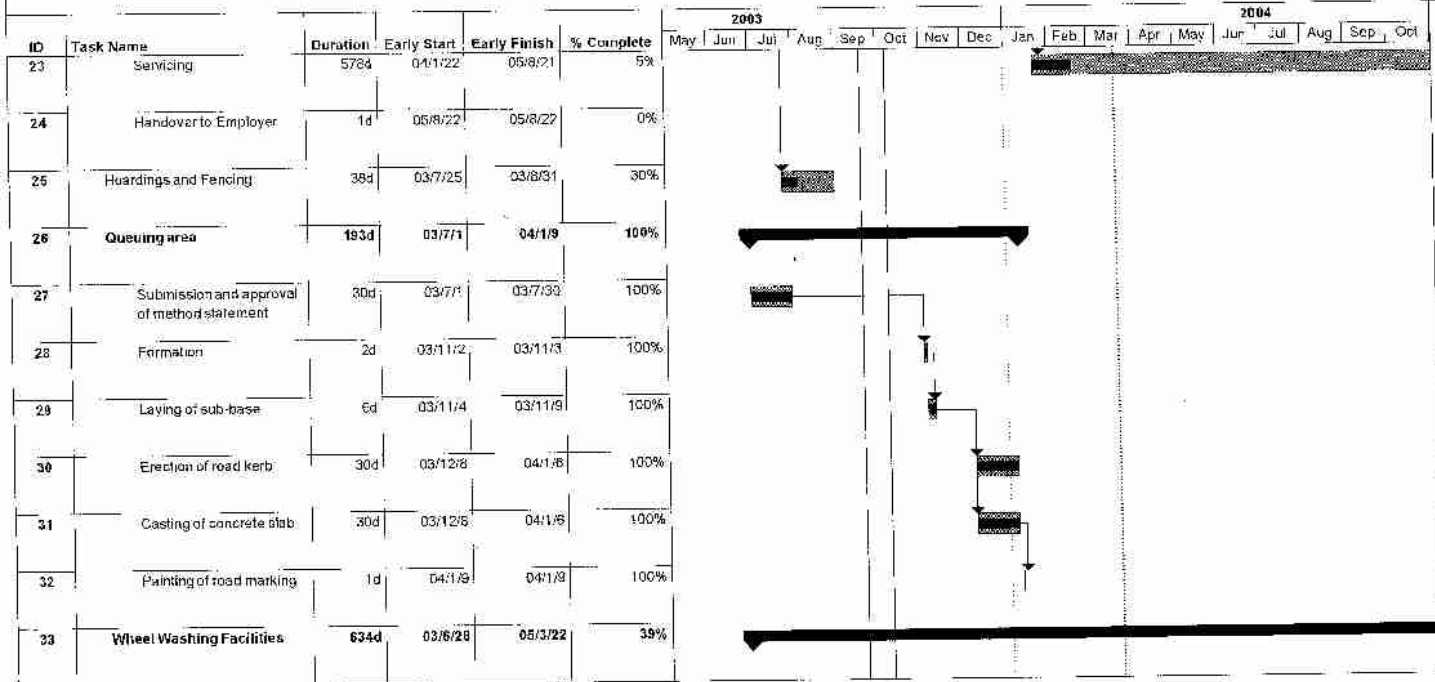 2003 2004
ID Task Name Duration Early Start Early Finish % Complete May Jun Jul Aug Sep Oct Nov Dec Jan Feb Mar Apr May Jun Jul Aug Sep Oct
23 Servicing 578d 04/1/22 05/8/21 5%
24 Handover to Employer 1d 05/8/22 05/8/22 0%
25 Hoardings and Fencing 38d 03/7/25 03/8/31 30%
26 Queuing area 193d 03/7/1 04/1/9 100%
27 Submission and approval 30d 03/7/1 03/7/30 100%
of method statement
28 Formation 2d 03/11/2 03/11/3 100%
29 Laying of sub-base 6d 03/11/4 03/11/9 100%
30 Erection of road kerb 30d 03/12/8 04/1/6 100%
31 Casting of concrete slab 30d 03/12/8 04/1/6 100%
32 Painting of road marking 1d 04/1/9 04/1/9 100%
33 Wheel Washing Facilities 634d 03/6/28 05/3/22 39%